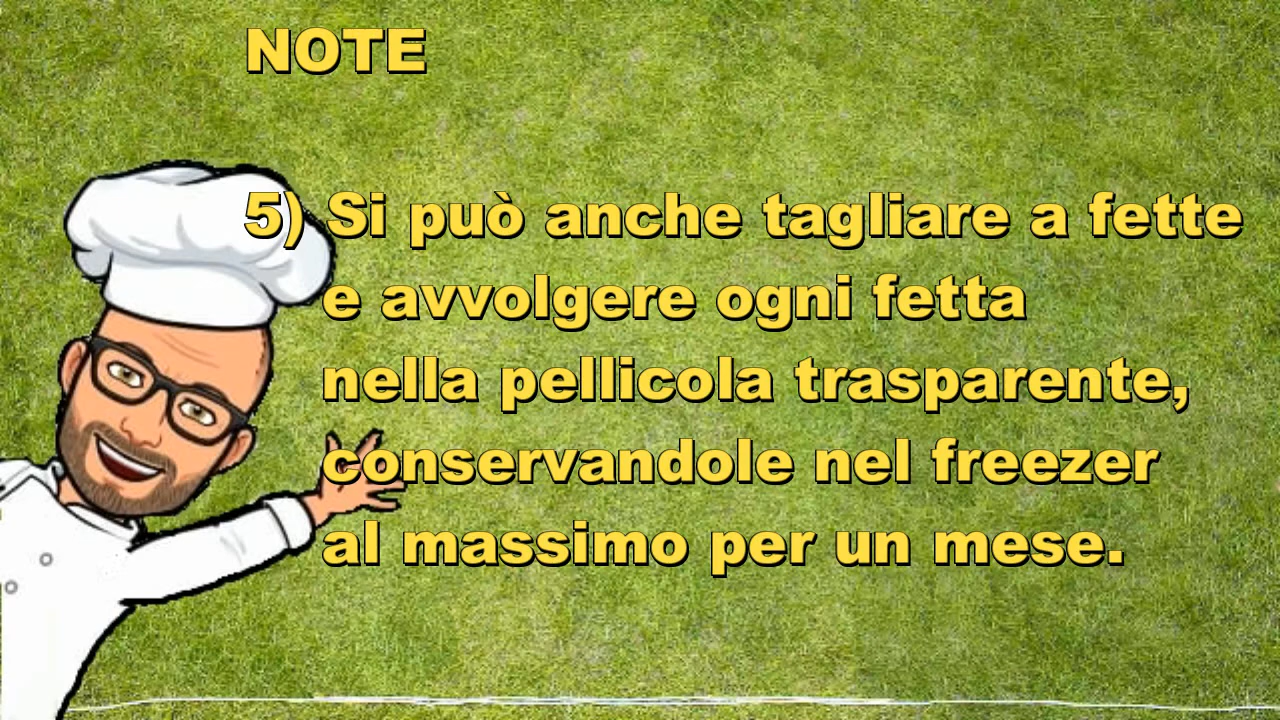 NOTE
5) Si può anche tagliare a fette
e avvolgere ogni fetta
nella pellicola trasparente,
conservandole nel freezer
al massimo per un mese.